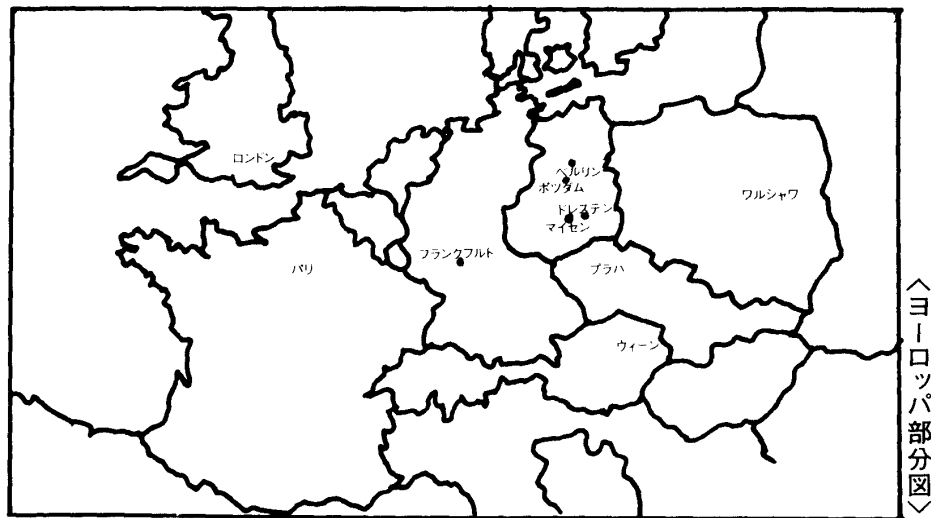 ロンドン
ベルリン
ポツダム
ワルシャワ
ドレスデン
マイセン
フランクフルト
パリ
プラハ
ウィーン
〈ヨーロッパ部分図〉